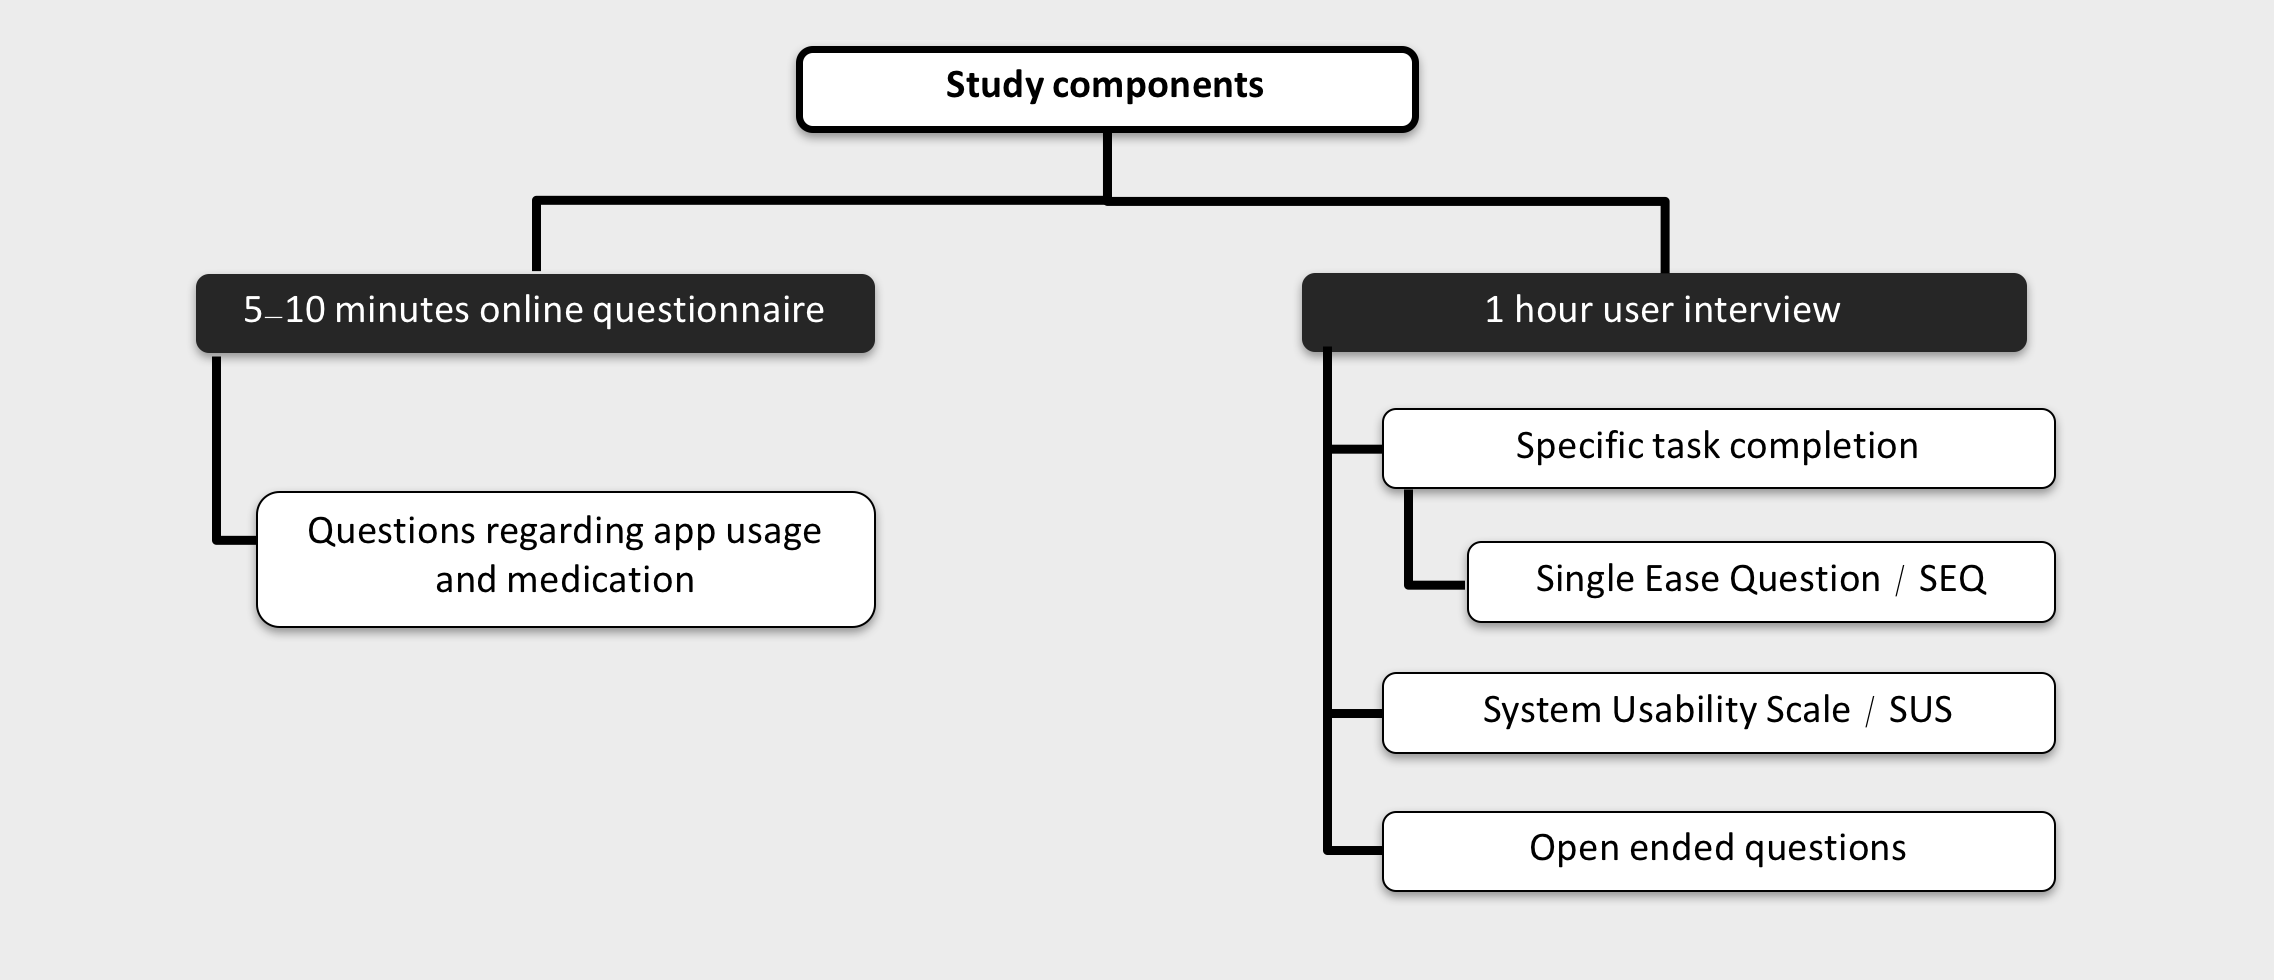 Study components
5–10 minutes online questionnaire
1 hour user interview
Questions regarding app usage
and medication
Specific task completion
Single Ease Question / SEQ
System Usability Scale / SUS
Open ended questions